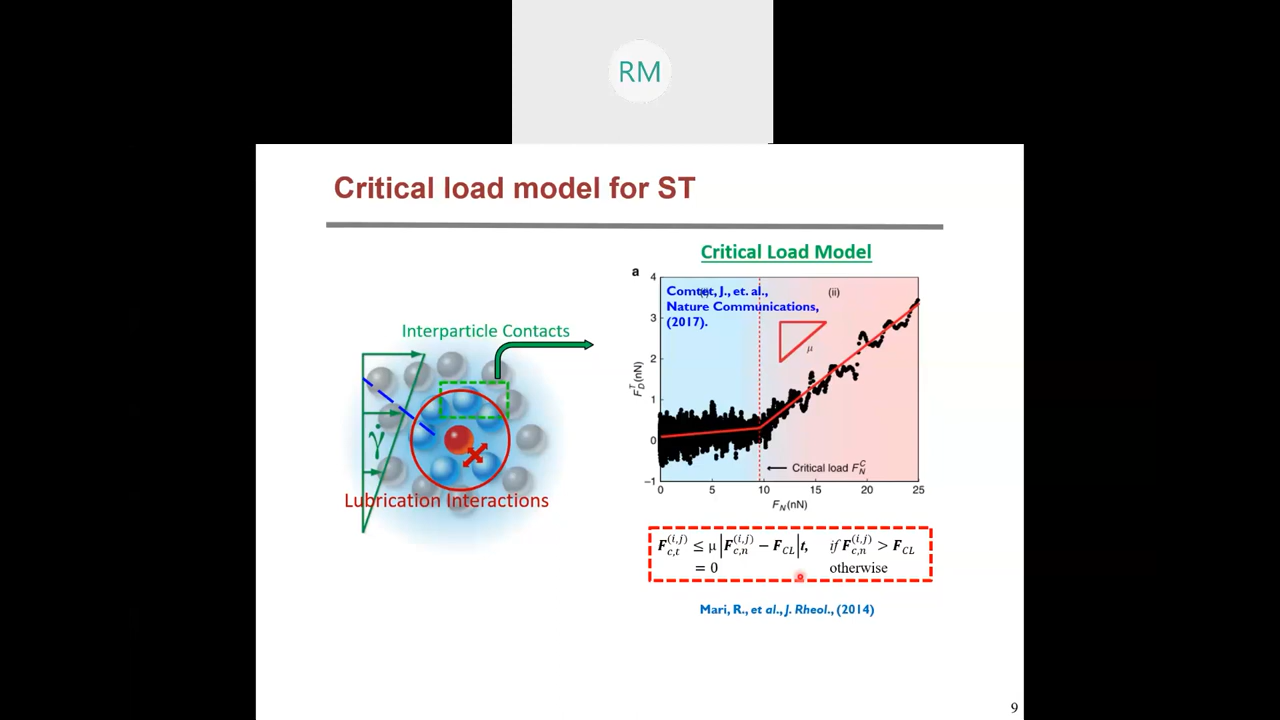 RM
Critical load model for ST
Critical Load Model
a
Comtet, J., et. al.,
Nature Communications,
(2017).
(i)
(ii)
4
3
2
1
0
−1
F_D^T(nN)
μ
Critical load F_N^C
0 5 10 15 20 25
F_N(nN)
Interparticle Contacts
γ̇
Lubrication Interactions
F_{c,t}^{(i,j)} ≤ μ|F_{c,n}^{(i,j)} − F_{CL}|t, if F_{c,n}^{(i,j)} > F_{CL}
= 0 otherwise
Mari, R., et al., J. Rheol., (2014)
9